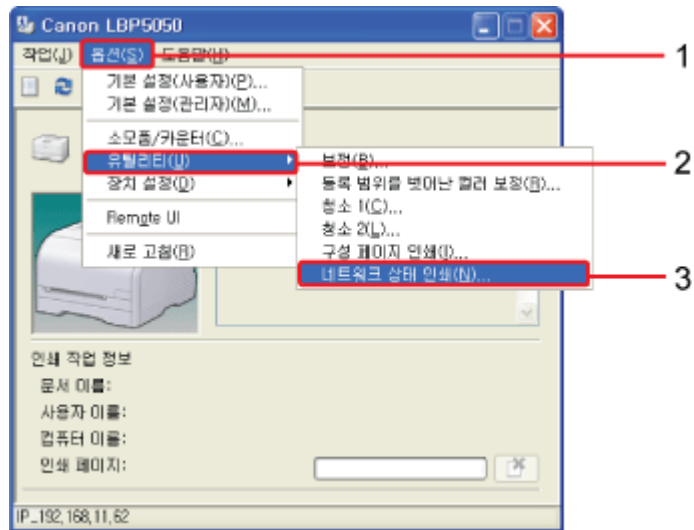 Canon LBP5050
작업(J) 옵션(S) 도움말(H)
1
기본 설정(사용자)(P)...
기본 설정(관리자)(M)...
소모품/카운터(C)...
유틸리티(U)
2
장치 설정(D)
Remote UI
새로 고침(R)
보정(B)...
등록 범위를 벗어난 컬러 보정(R)...
청소 1(C)...
청소 2(L)...
구성 페이지 인쇄(I)...
네트워크 상태 인쇄(N)...
3
인쇄 작업 정보
문서 이름:
사용자 이름:
컴퓨터 이름:
인쇄 페이지:
IP_192,168,11,62